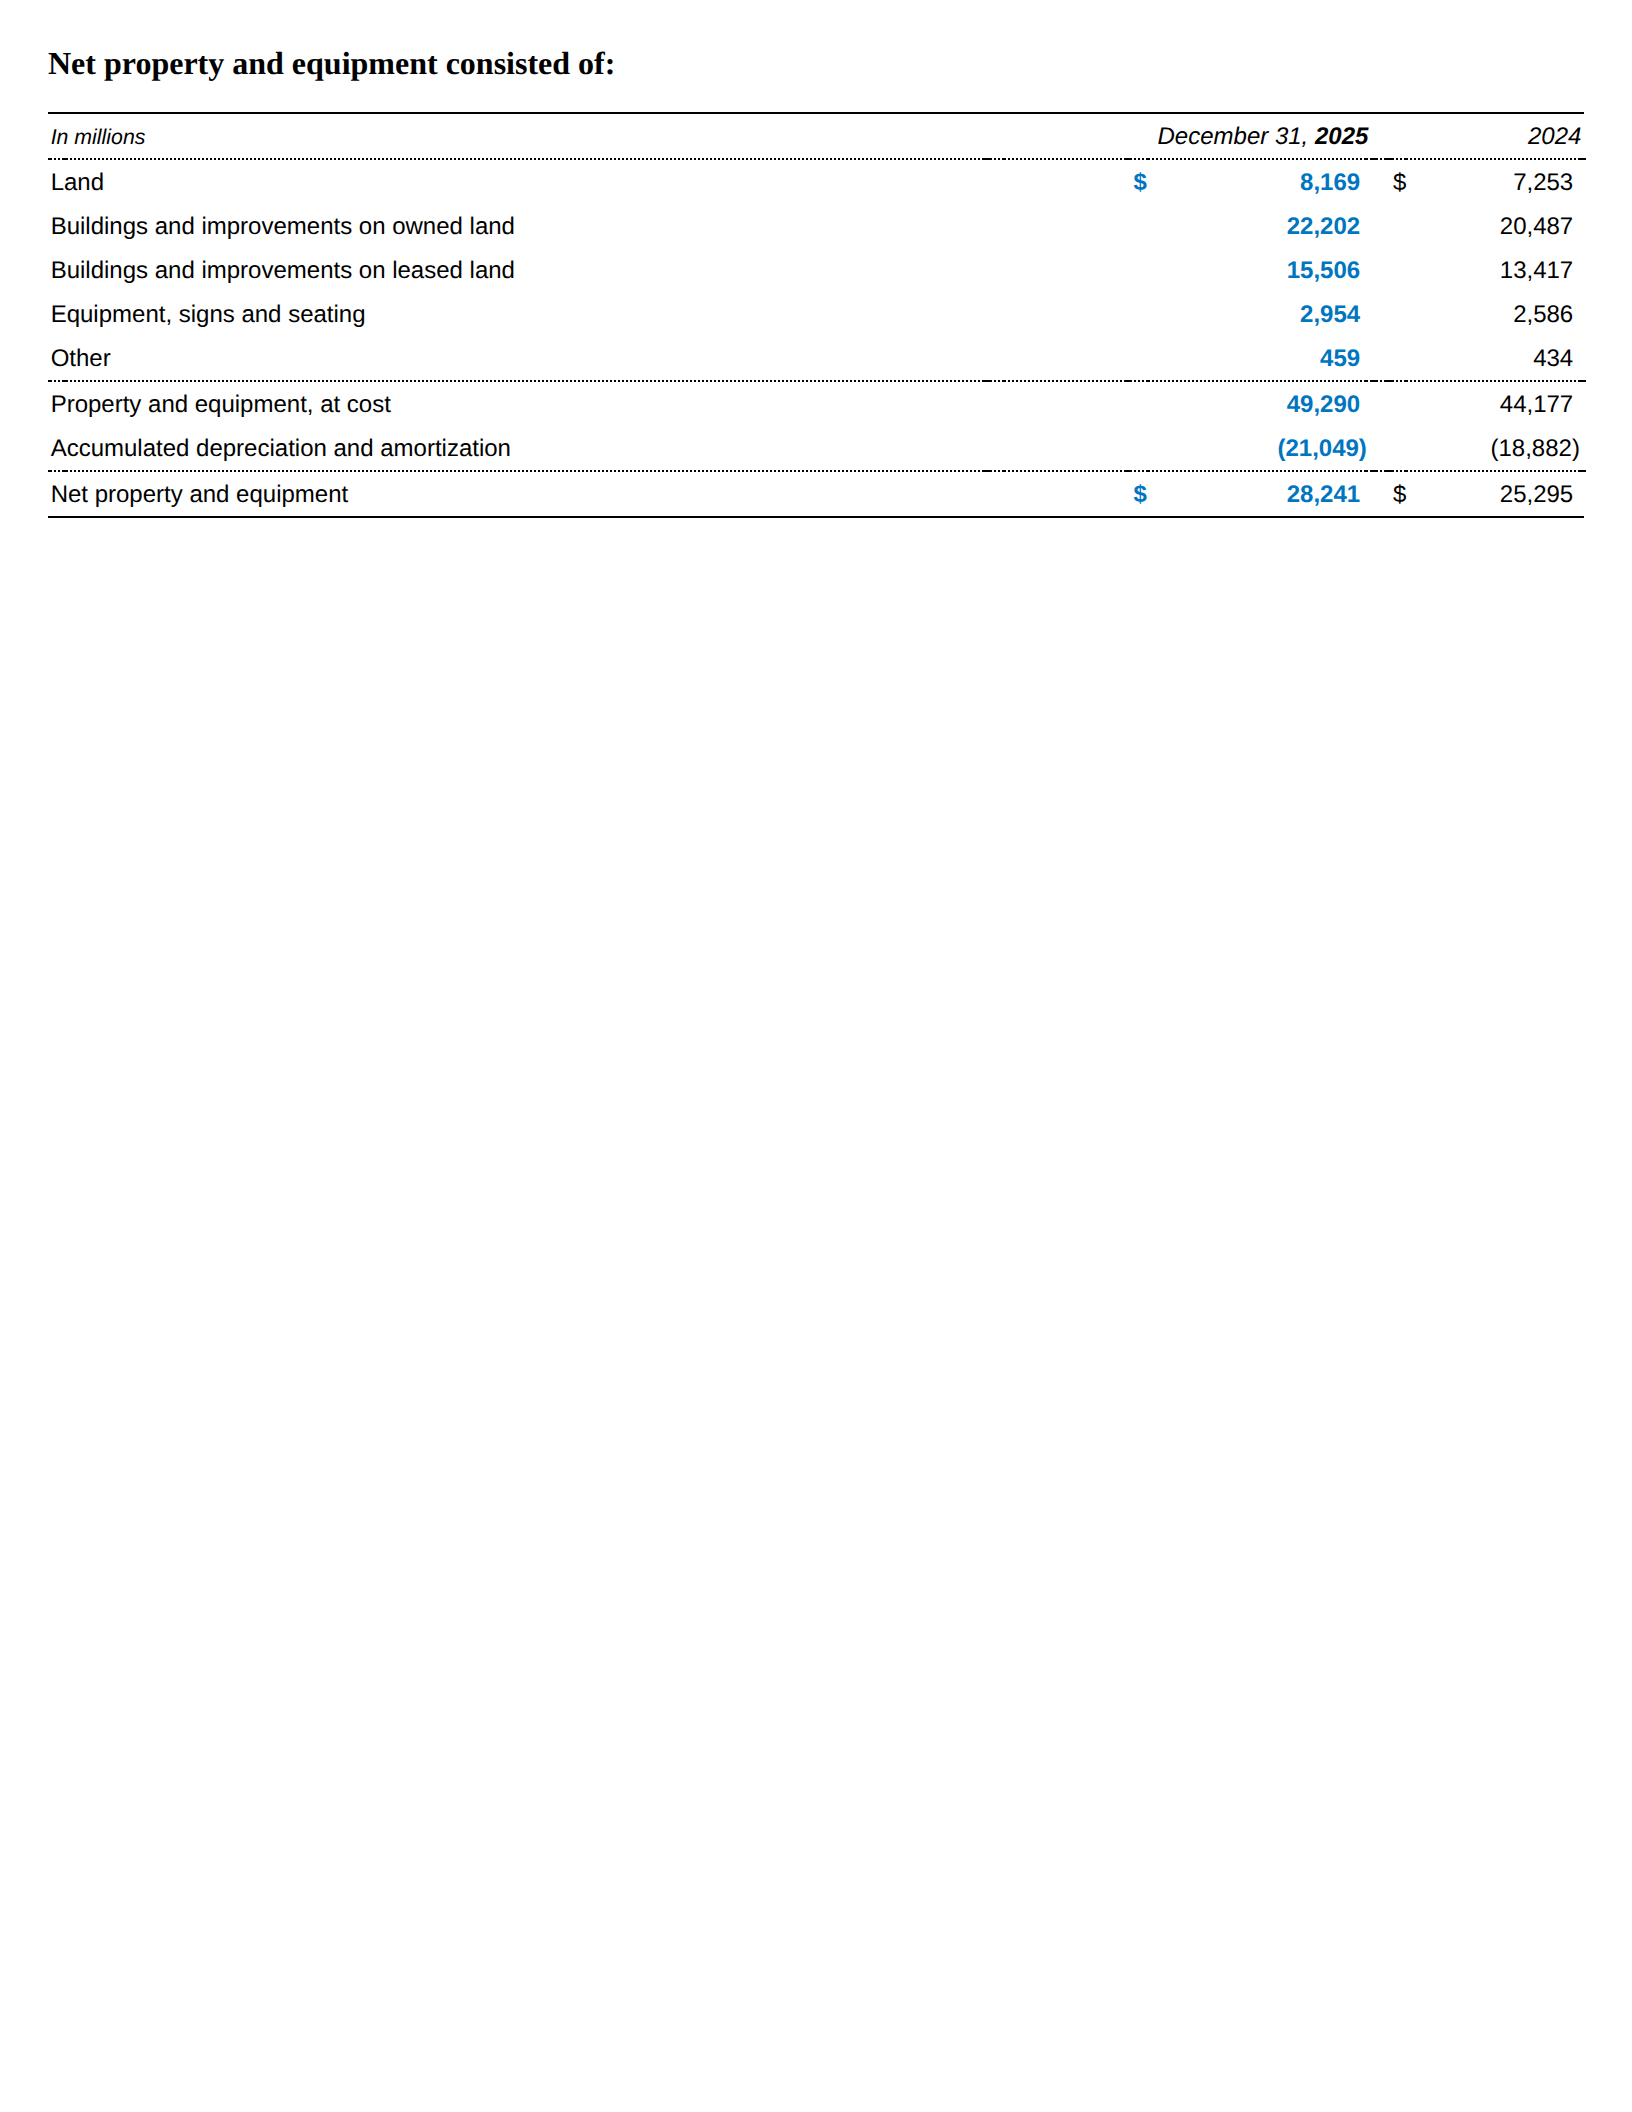 Net property and equipment consisted of:
In millions December 31, 2025 2024
Land $ 8,169 $ 7,253
Buildings and improvements on owned land 22,202 20,487
Buildings and improvements on leased land 15,506 13,417
Equipment, signs and seating 2,954 2,586
Other 459 434
Property and equipment, at cost 49,290 44,177
Accumulated depreciation and amortization (21,049) (18,882)
Net property and equipment $ 28,241 $ 25,295